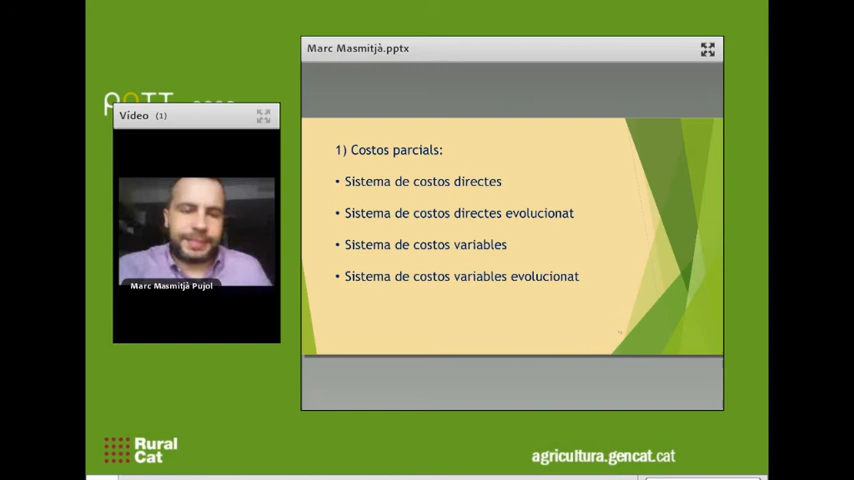 Marc Masmitjà.pptx
Vídeo (1)
Marc Masmitjà Pujol
1) Costos parcials:
• Sistema de costos directes
• Sistema de costos directes evolucionat
• Sistema de costos variables
• Sistema de costos variables evolucionat
Rural
Cat
agricultura.gencat.cat